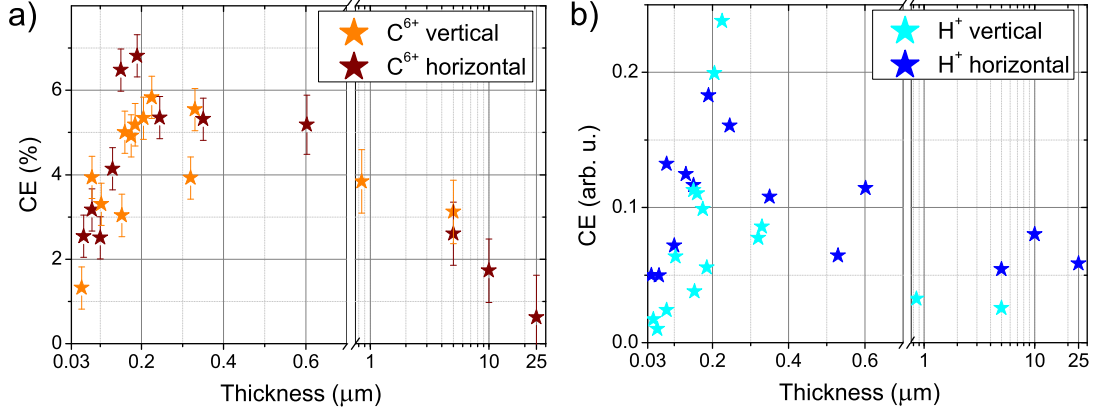 a)
C⁶⁺ vertical
C⁶⁺ horizontal
CE (%)
6
4
2
0
0.03 0.2 0.4 0.6 1 10 25
Thickness (μm)
b)
H⁺ vertical
H⁺ horizontal
CE (arb. u.)
0.2
0.1
0.0
0.03 0.2 0.4 0.6 1 10 25
Thickness (μm)